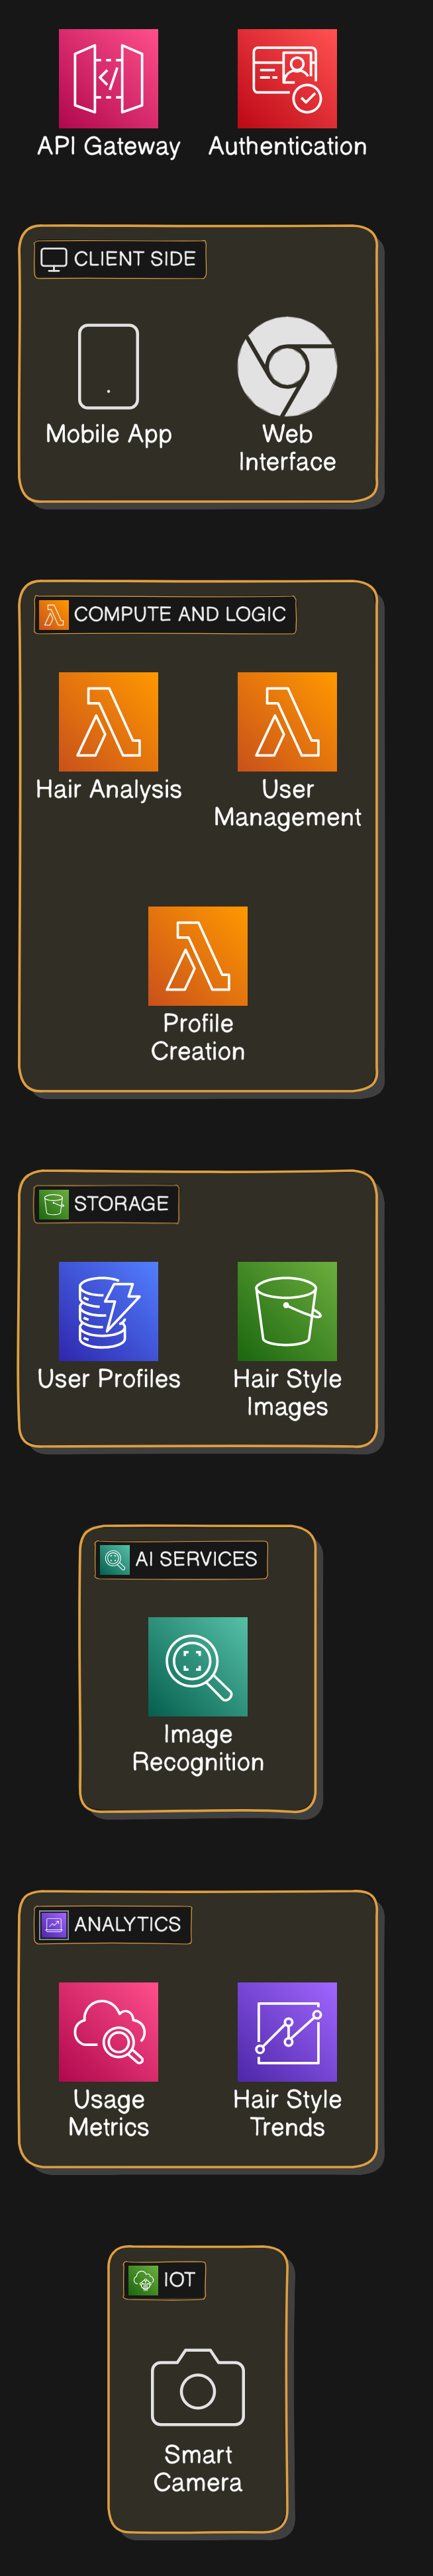 API Gateway
Authentication
CLIENT SIDE
Mobile App
Web
Interface
COMPUTE AND LOGIC
Hair Analysis
User
Management
Profile
Creation
STORAGE
User Profiles
Hair Style
Images
AI SERVICES
Image
Recognition
ANALYTICS
Usage
Metrics
Hair Style
Trends
IOT
Smart
Camera